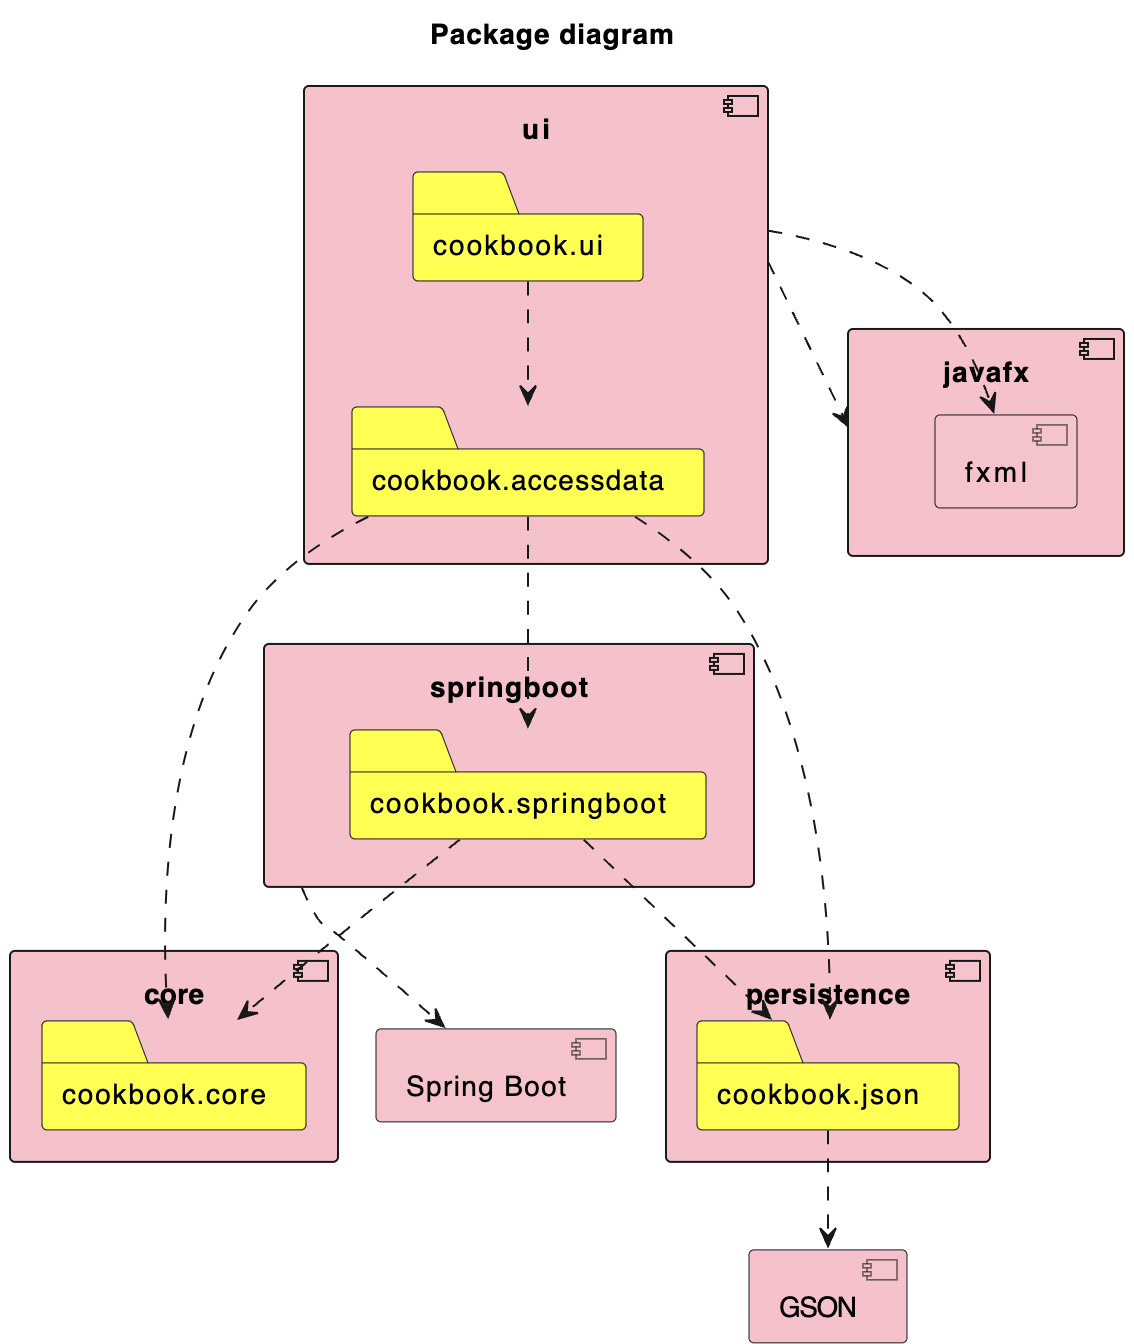 Package diagram
ui
cookbook.ui
javafx
fxml
cookbook.accessdata
springboot
cookbook.springboot
core
persistence
cookbook.core
Spring Boot
cookbook.json
GSON